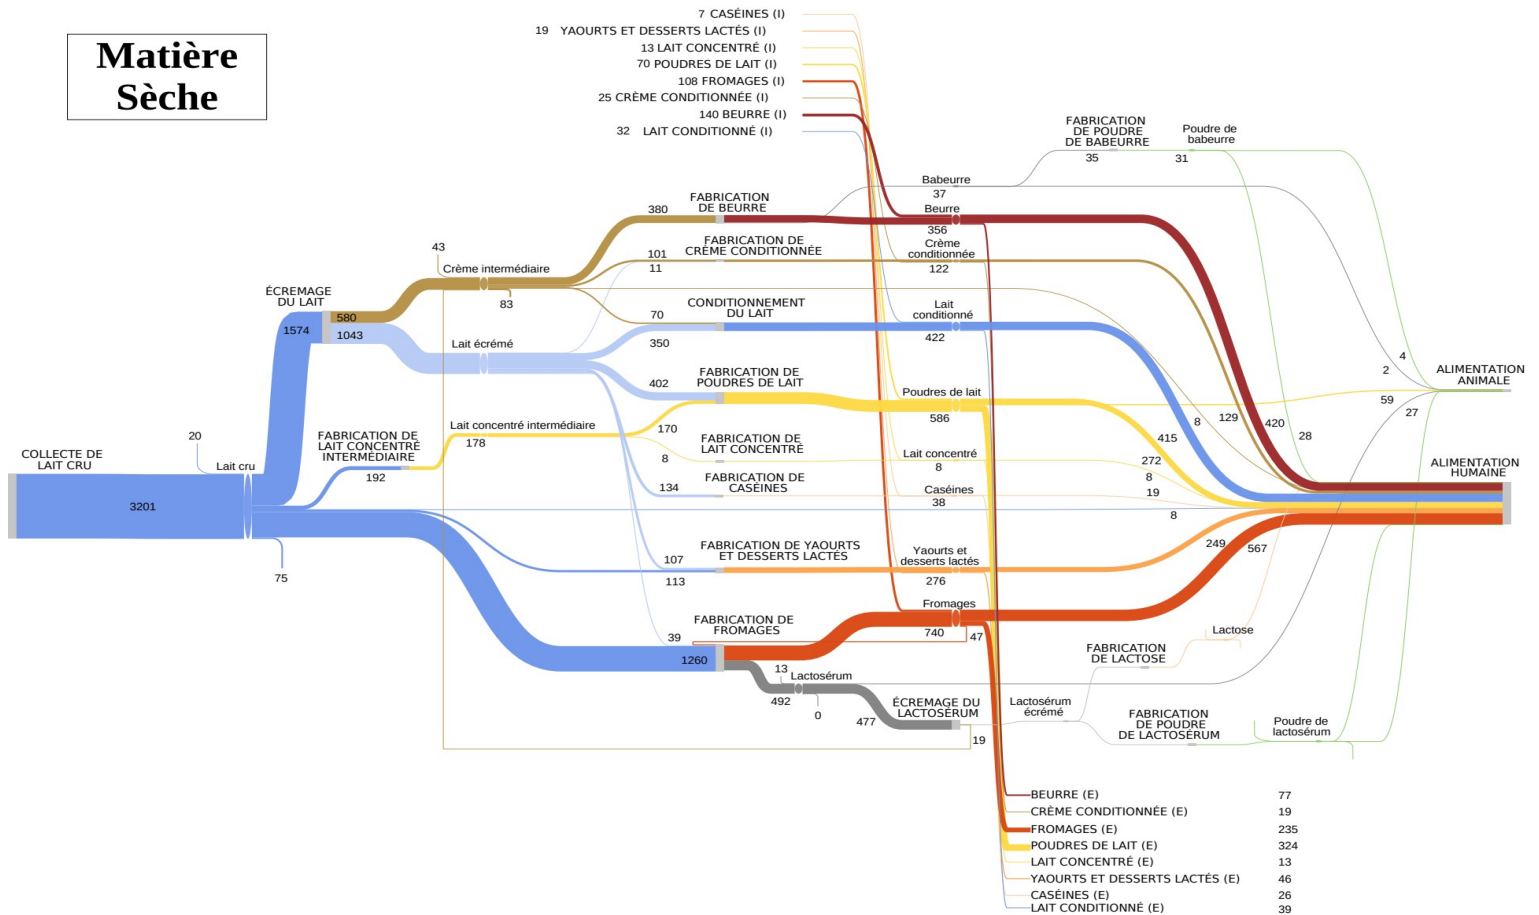 Matière
Sèche
7 CASÉINES (I)
19 YAOURTS ET DESSERTS LACTÉS (I)
13 LAIT CONCENTRÉ (I)
70 POUDRES DE LAIT (I)
108 FROMAGES (I)
25 CRÈME CONDITIONNÉE (I)
140 BEURRE (I)
32 LAIT CONDITIONNÉ (I)
FABRICATION
DE POUDRE
DE BABEURRE
35
Poudre de
babeurre
31
Babeurre
37
FABRICATION
DE BEURRE
380
Beurre
356
43
Crème intermédiaire
83
101
11
FABRICATION DE
CRÈME CONDITIONNÉE
Crème
conditionnée
122
ÉCREMAGE
DU LAIT
1574
580
1043
Lait écrémé
70
350
CONDITIONNEMENT
DU LAIT
Lait
conditionné
422
402
FABRICATION DE
POUDRES DE LAIT
Poudres de lait
586
4
2
59
27
ALIMENTATION
ANIMALE
8
129
420
28
415
272
8
19
8
249
567
ALIMENTATION
HUMAINE
20
COLLECTE DE
LAIT CRU
3201
Lait cru
75
FABRICATION DE
LAIT CONCENTRÉ
INTERMÉDIAIRE
192
Lait concentré intermédiaire
178
170
8
FABRICATION DE
LAIT CONCENTRÉ
Lait concentré
8
134
FABRICATION DE
CASÉINES
Caséines
38
107
113
FABRICATION DE YAOURTS
ET DESSERTS LACTÉS
Yaourts et
desserts lactés
276
39
1260
FABRICATION DE
FROMAGES
Fromages
740
47
13
Lactosérum
492
0
477
ÉCREMAGE DU
LACTOSÉRUM
19
Lactosérum
écrémé
FABRICATION
DE LACTOSE
Lactose
FABRICATION
DE POUDRE
DE LACTOSÉRUM
Poudre de
lactosérum
BEURRE (E) 77
CRÈME CONDITIONNÉE (E) 19
FROMAGES (E) 235
POUDRES DE LAIT (E) 324
LAIT CONCENTRÉ (E) 13
YAOURTS ET DESSERTS LACTÉS (E) 46
CASÉINES (E) 26
LAIT CONDITIONNÉ (E) 39